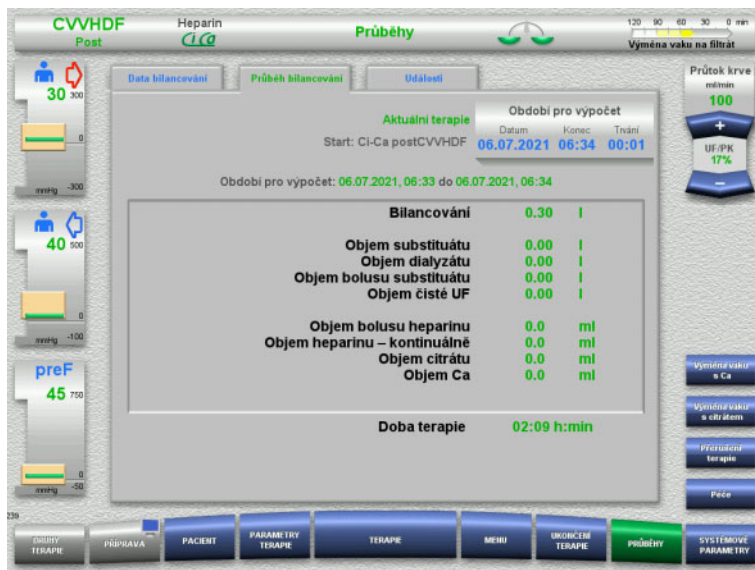 CVVHDF
Post
Heparin
CiCa
Průběhy
120 90 60 30 0 min
Výměna vaku na filtrát
30 300
0
mmHg -300
40 500
0
mmHg -100
preF
45 750
0
mmHg -50
Data bilancování
Průběh bilancování
Události
Aktuální terapie
Start: Ci-Ca postCVVHDF
Období pro výpočet
Datum Konec Trvání
06.07.2021 06:34 00:01
Období pro výpočet: 06.07.2021, 06:33 do 06.07.2021, 06:34
Bilancování 0.30 l
Objem substituátu 0.00 l
Objem dialyzátu 0.00 l
Objem bolusu substituátu 0.00 l
Objem čisté UF 0.00 l
Objem bolusu heparinu 0.0 ml
Objem heparinu – kontinuálně 0.0 ml
Objem citrátu 0.0 ml
Objem Ca 0.0 ml
Doba terapie 02:09 h:min
Průtok krve
ml/min
100
+
UF/PK
17%
−
Výměna vaku
s Ca
Výměna vaku
s citrátem
Přerušení
terapie
Péče
239
DRUHY
TERAPIE
PŘÍPRAVA
PACIENT
PARAMETRY
TERAPIE
TERAPIE
MENU
UKONČENÍ
TERAPIE
PRŮBĚHY
SYSTÉMOVÉ
PARAMETRY